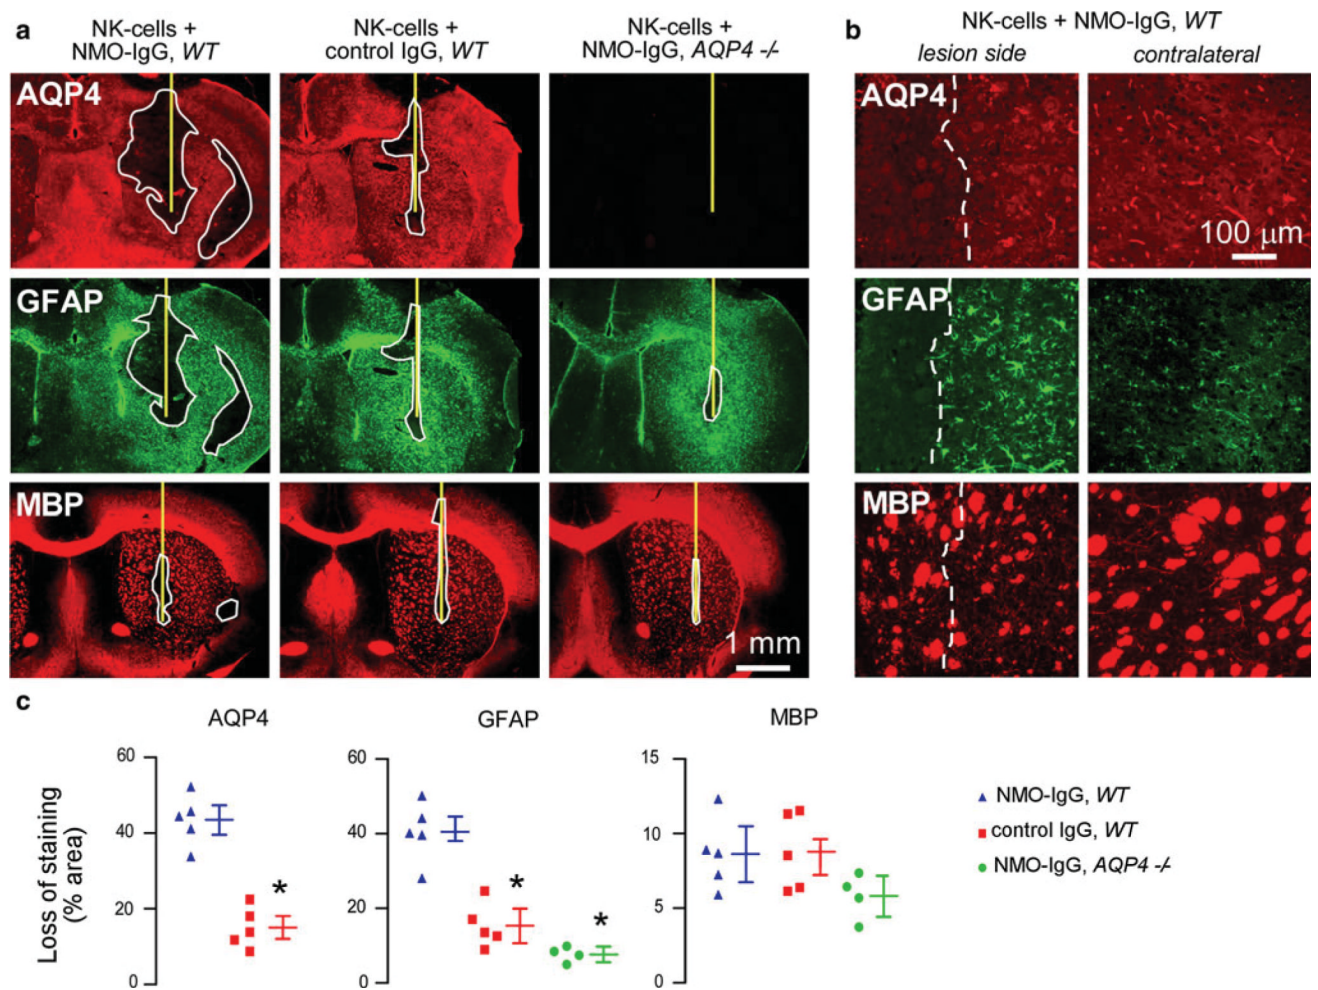 a
NK-cells +
NMO-IgG, WT
NK-cells +
control IgG, WT
NK-cells +
NMO-IgG, AQP4 -/-
AQP4
GFAP
MBP
1 mm
b
NK-cells + NMO-IgG, WT
lesion side
contralateral
AQP4
100 μm
GFAP
MBP
c
AQP4
GFAP
MBP
Loss of staining
(% area)
60
40
20
0
*
60
40
20
0
*
*
15
10
5
0
NMO-IgG, WT
control IgG, WT
NMO-IgG, AQP4 -/-